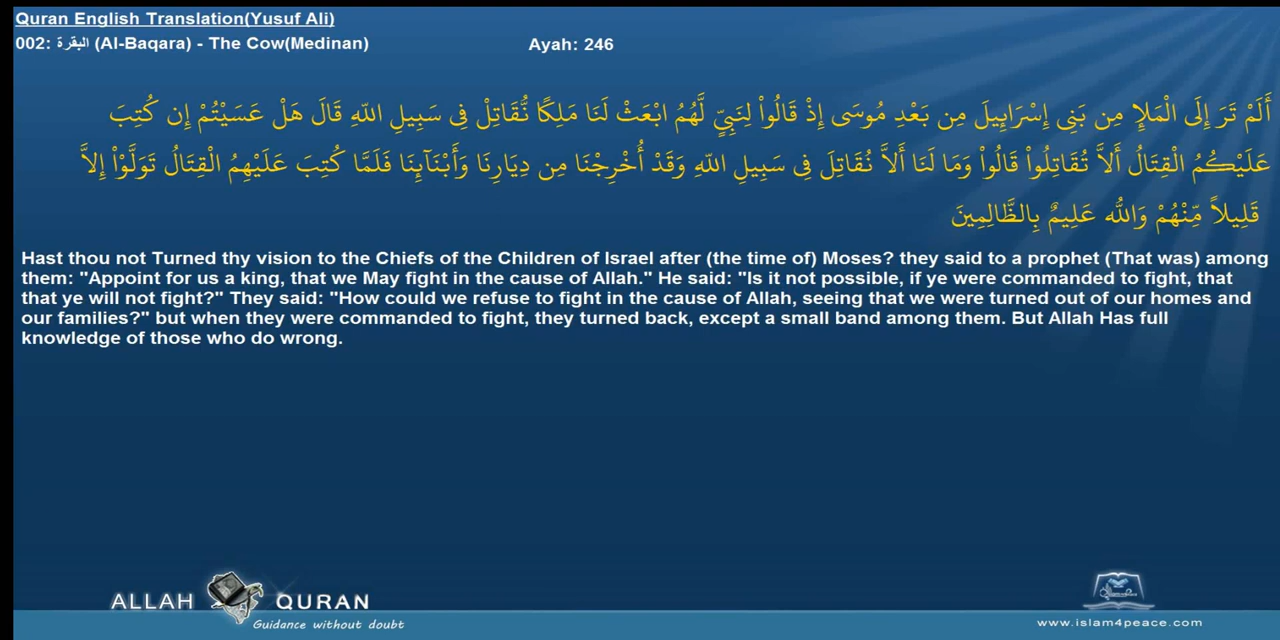 Quran English Translation(Yusuf Ali)
002: البقرة (Al-Baqara) - The Cow(Medinan)
Ayah: 246
أَلَمْ تَرَ إِلَى الْمَلإِ مِن بَنِي إِسْرَائِيلَ مِن بَعْدِ مُوسَى إِذْ قَالُواْ لِنَبِيٍّ لَّهُمُ ابْعَثْ لَنَا مَلِكًا نُّقَاتِلْ فِي سَبِيلِ اللّهِ قَالَ هَلْ عَسَيْتُمْ إِن كُتِبَ
عَلَيْكُمُ الْقِتَالُ أَلاَّ تُقَاتِلُواْ قَالُواْ وَمَا لَنَا أَلاَّ نُقَاتِلَ فِي سَبِيلِ اللّهِ وَقَدْ أُخْرِجْنَا مِن دِيَارِنَا وَأَبْنَآئِنَا فَلَمَّا كُتِبَ عَلَيْهِمُ الْقِتَالُ تَوَلَّوْاْ إِلاَّ
قَلِيلاً مِّنْهُمْ وَاللّهُ عَلِيمٌ بِالظَّالِمِينَ
Hast thou not Turned thy vision to the Chiefs of the Children of Israel after (the time of) Moses? they said to a prophet (That was) among
them: "Appoint for us a king, that we May fight in the cause of Allah." He said: "Is it not possible, if ye were commanded to fight, that
that ye will not fight?" They said: "How could we refuse to fight in the cause of Allah, seeing that we were turned out of our homes and
our families?" but when they were commanded to fight, they turned back, except a small band among them. But Allah Has full
knowledge of those who do wrong.
ALLAH QURAN
Guidance without doubt
www.islam4peace.com